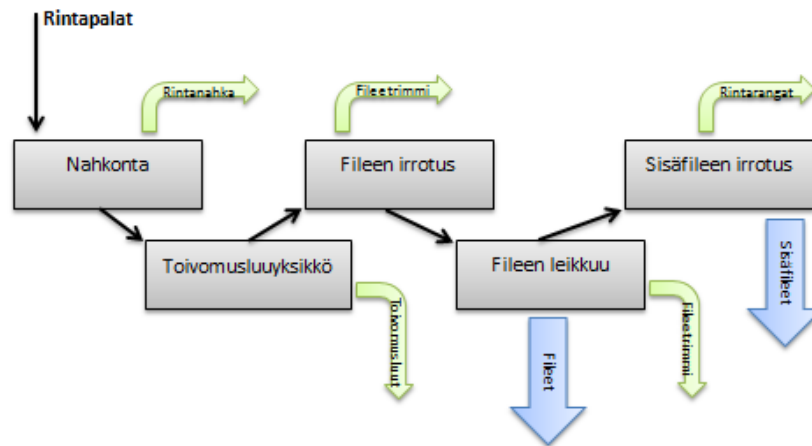 Rintapalat
Rintanahka
Fileetrimmi
Rintarangat
Nahkonta
Fileen irrotus
Sisäfileen irrotus
Toivomusluuyksikkö
Fileen leikkuu
Toivomusluut
Fileet
Fileetrimmi
Sisäfileet